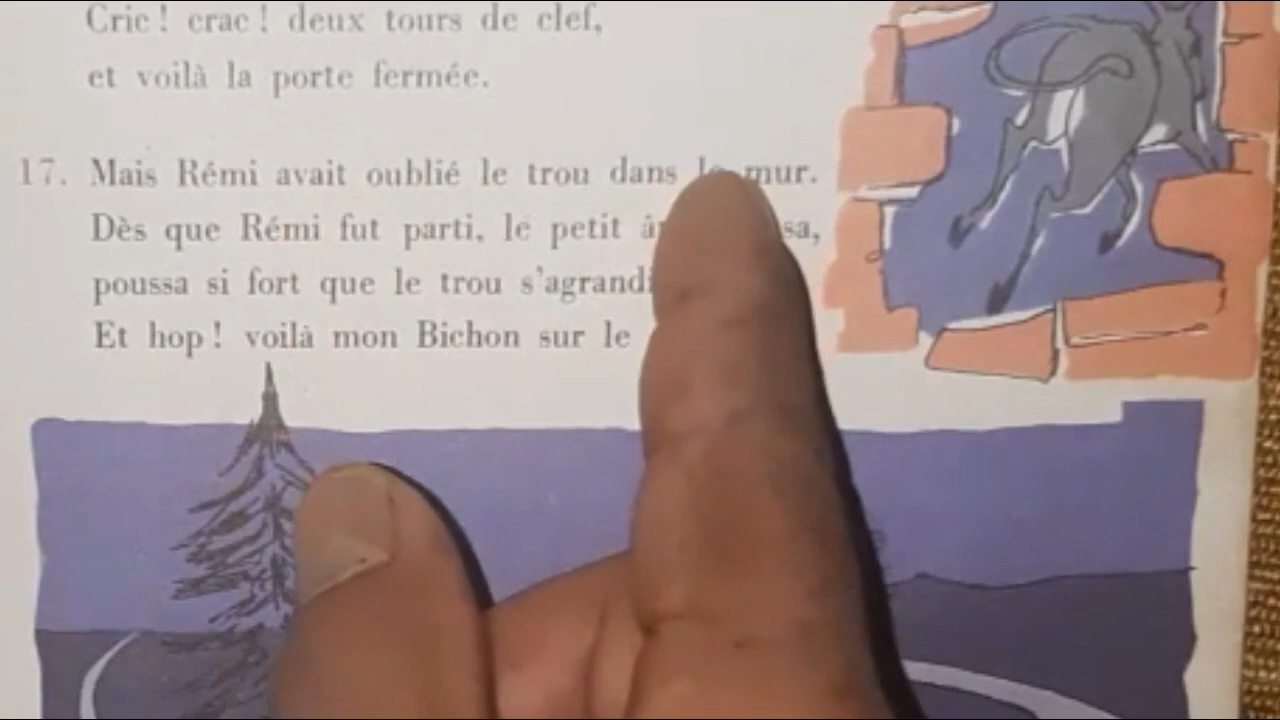 Cric ! crac ! deux tours de clef,
et voilà la porte fermée.
17. Mais Rémi avait oublié le trou dans le mur.
Dès que Rémi fut parti, le petit
poussa si fort que le trou
Et hop ! voilà mon Bichon sur le